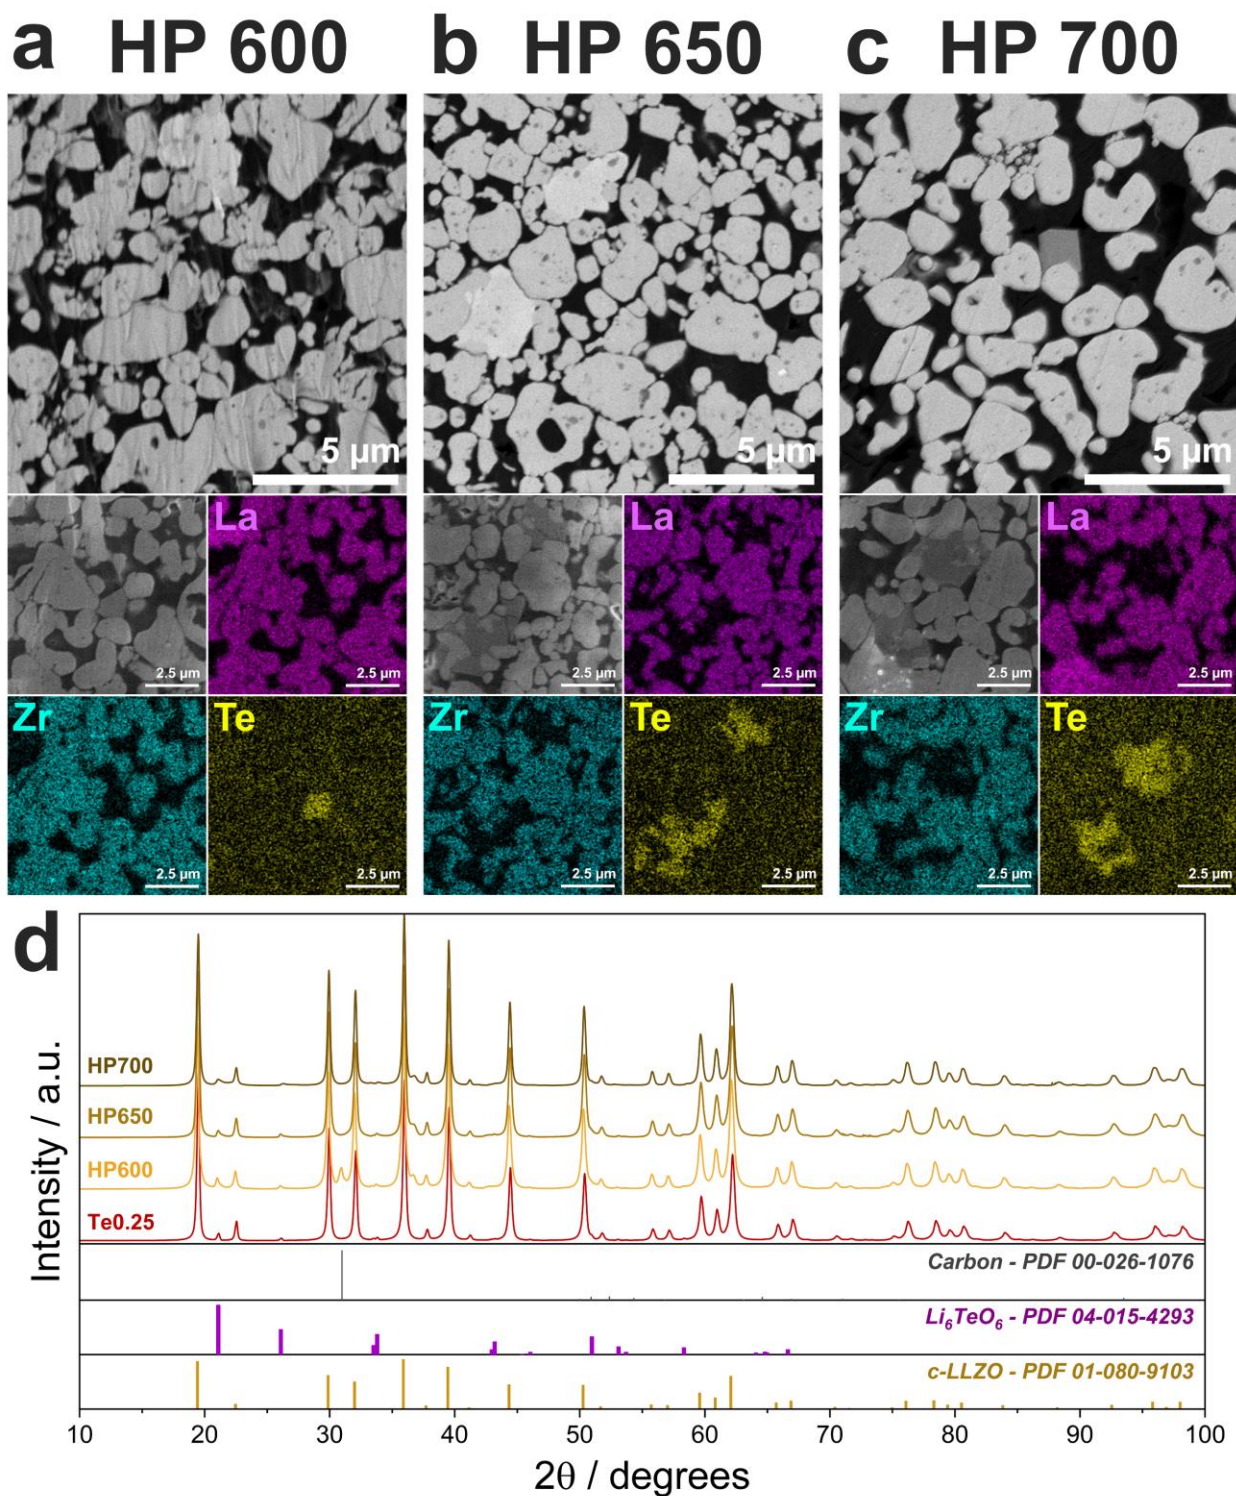 a HP 600 b HP 650 c HP 700
5 µm 5 µm 5 µm
La La La
2.5 µm 2.5 µm 2.5 µm 2.5 µm 2.5 µm 2.5 µm
Zr Te Zr Te Zr Te
2.5 µm 2.5 µm 2.5 µm 2.5 µm 2.5 µm 2.5 µm
d
HP700
HP650
HP600
Te0.25
Carbon - PDF 00-026-1076
Li₆TeO₆ - PDF 04-015-4293
c-LLZO - PDF 01-080-9103
Intensity / a.u.
10 20 30 40 50 60 70 80 90 100
2θ / degrees